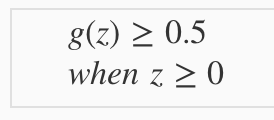 g(z) ≥ 0.5
when z ≥ 0